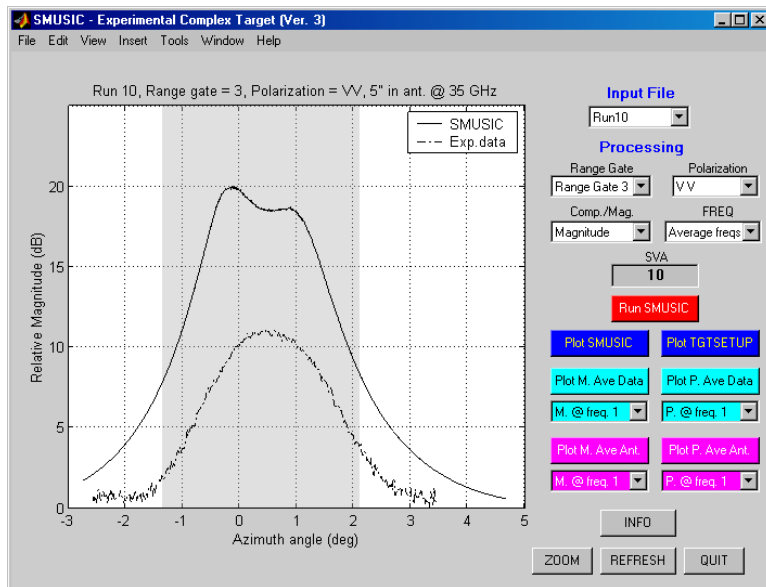 SMUSIC - Experimental Complex Target (Ver. 3)
File Edit View Insert Tools Window Help
Run 10, Range gate = 3, Polarization = VV, 5" in ant. @ 35 GHz
SMUSIC
Exp.data
20
15
10
5
0
-3 -2 -1 0 1 2 3 4 5
Relative Magnitude (dB)
Azimuth angle (deg)
Input File
Run10
Processing
Range Gate Polarization
Range Gate 3 V V
Comp./Mag. FREQ
Magnitude Average freqs
SVA
10
Run SMUSIC
Plot SMUSIC Plot TGTSETUP
Plot M. Ave Data Plot P. Ave Data
M. @ freq. 1 P. @ freq. 1
Plot M. Ave Ant. Plot P. Ave Ant.
M. @ freq. 1 P. @ freq. 1
INFO
ZOOM REFRESH QUIT